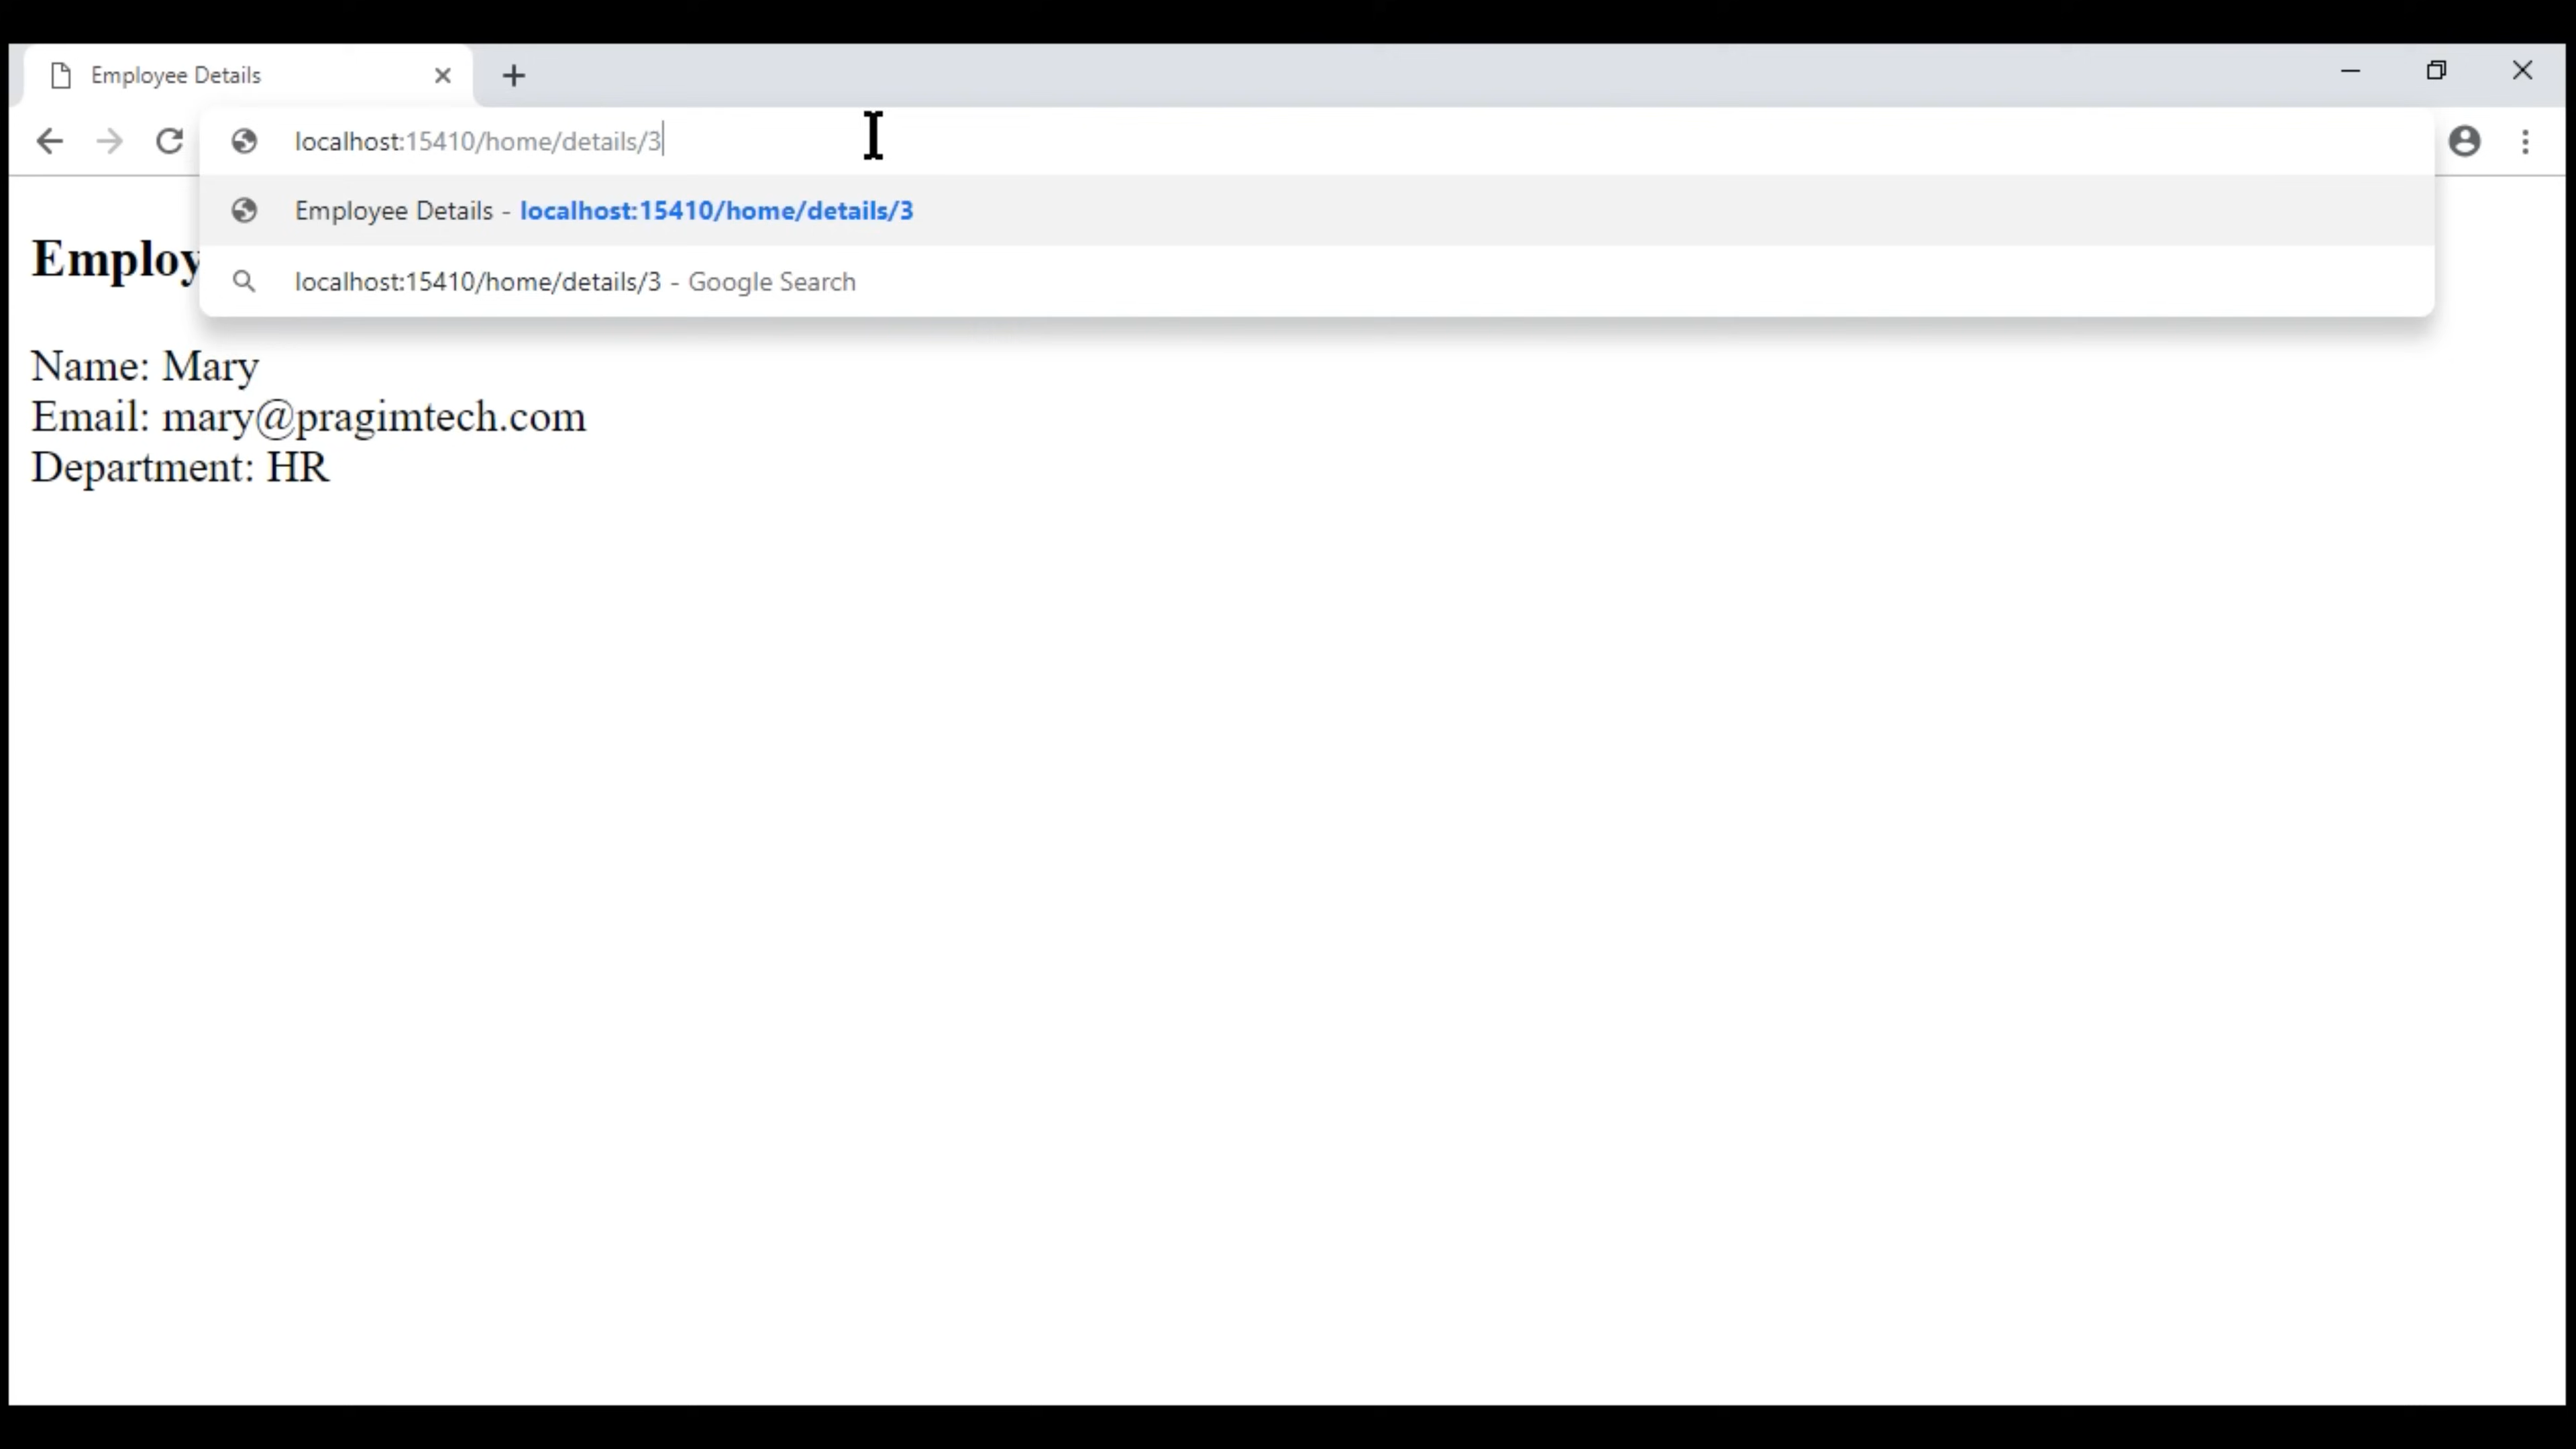 Employee Details
localhost:15410/home/details/3
Employee Details - localhost:15410/home/details/3
localhost:15410/home/details/3 - Google Search
Employ
Name: Mary
Email: mary@pragimtech.com
Department: HR